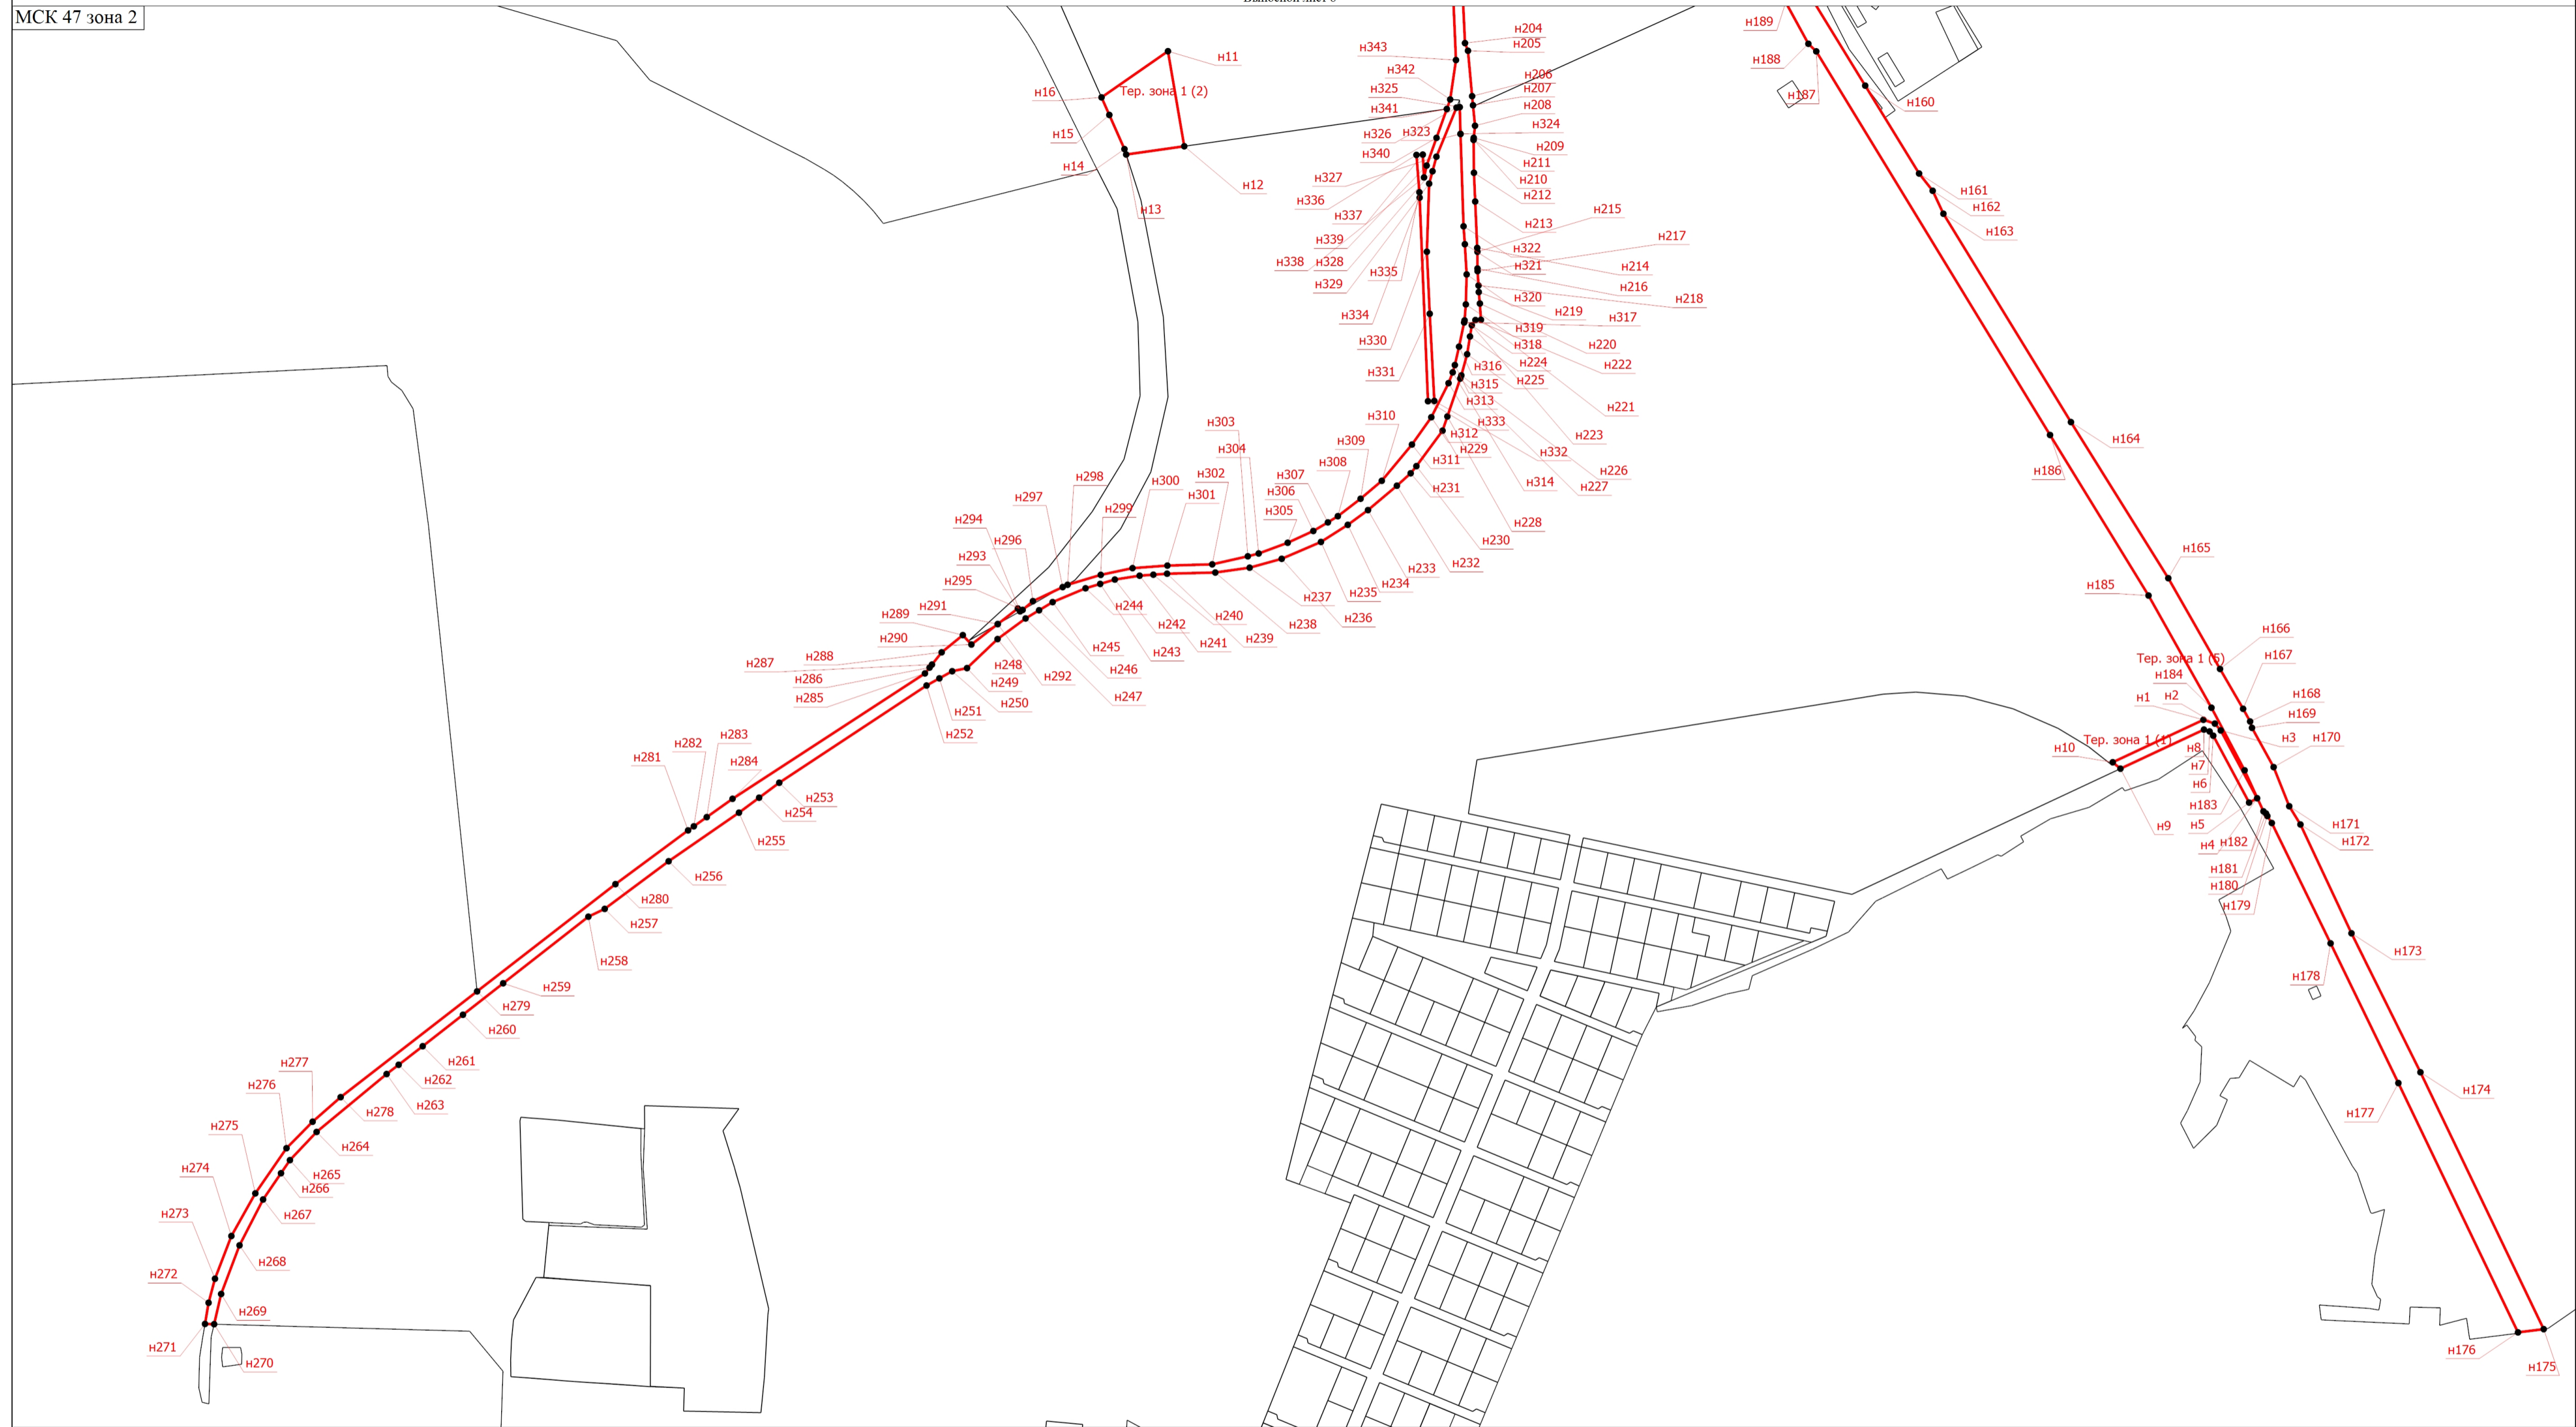 МСК 47 зона 2
н11
н16
Тер. зона 1 (2)
н15
н14
н12
н13
н343
н204
н205
н342
н206
н325
н207
н341
н208
н326
н323
н324
н340
н209
н211
н327
н210
н336
н212
н337
н215
н213
н339
н217
н338
н328
н322
н335
н321
н214
н329
н216
н320
н218
н334
н219
н317
н319
н330
н318
н220
н224
н222
н331
н316
н225
н315
н313
н221
н310
н333
н303
н312
н223
н309
н229
н332
н304
н311
н308
н226
н307
н302
н298
н300
н231
н314
н227
н306
н301
н297
н299
н305
н228
н294
н230
н296
н293
н232
н295
н233
н234
н237
н235
н291
н289
н244
н240
н236
н242
н238
н290
н241
н239
н245
н243
н288
н287
н248
н246
н286
н249
н292
н285
н247
н250
н251
н252
н283
н282
н281
н284
н253
н254
н255
н256
н280
н257
н258
н259
н279
н260
н261
н277
н262
н276
н263
н278
н275
н264
н274
н265
н266
н273
н267
н268
н272
н269
н271
н270
н189
н188
н187
н160
н161
н162
н163
н164
н186
н165
н185
н166
Тер. зона 1 (5)
н167
н184
н1
н2
н168
н169
н3
Тер. зона 1 (1)
н10
н8
н170
н7
н6
н183
н9
н5
н171
н4
н182
н172
н181
н180
н179
н173
н178
н174
н177
н176
н175